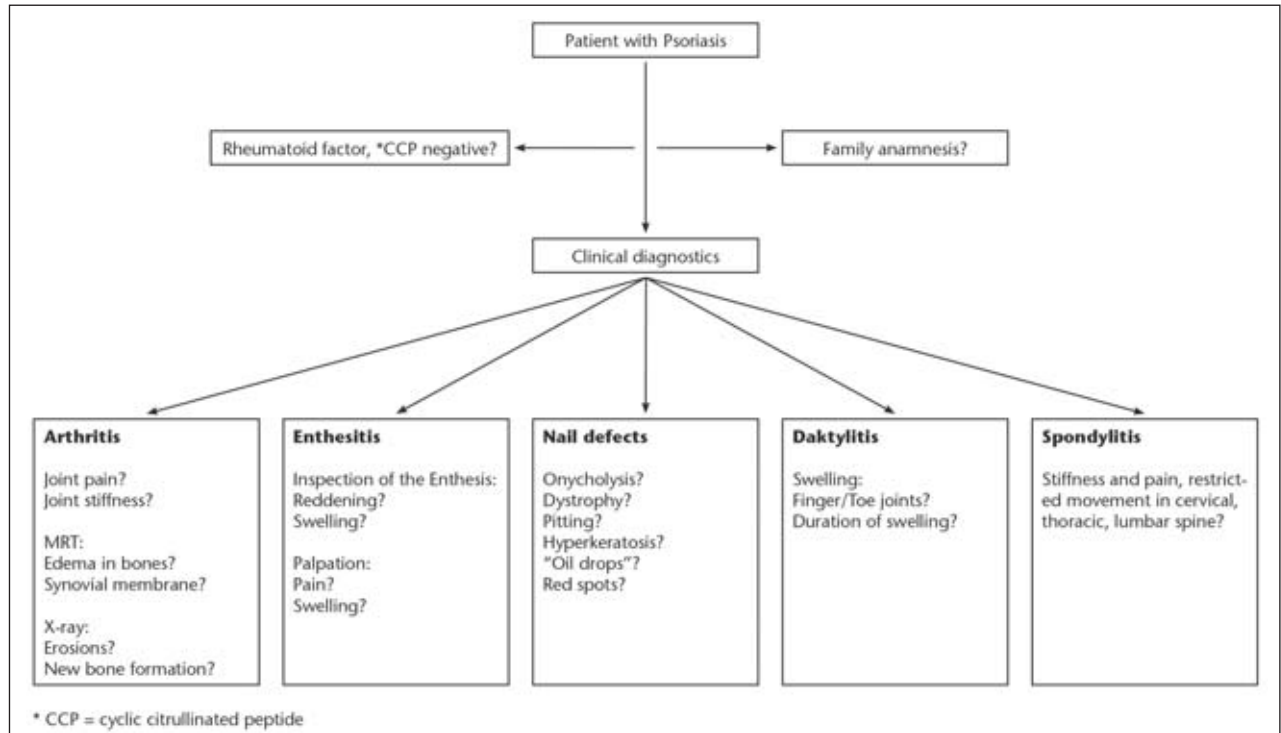 Patient with Psoriasis
Rheumatoid factor, *CCP negative?
Family anamnesis?
Clinical diagnostics
Arthritis
Joint pain?
Joint stiffness?
MRT:
Edema in bones?
Synovial membrane?
X-ray:
Erosions?
New bone formation?
Enthesitis
Inspection of the Enthesis:
Reddening?
Swelling?
Palpation:
Pain?
Swelling?
Nail defects
Onycholysis?
Dystrophy?
Pitting?
Hyperkeratosis?
"Oil drops"?
Red spots?
Daktylitis
Swelling:
Finger/Toe joints?
Duration of swelling?
Spondylitis
Stiffness and pain, restrict-
ed movement in cervical,
thoracic, lumbar spine?
* CCP = cyclic citrullinated peptide